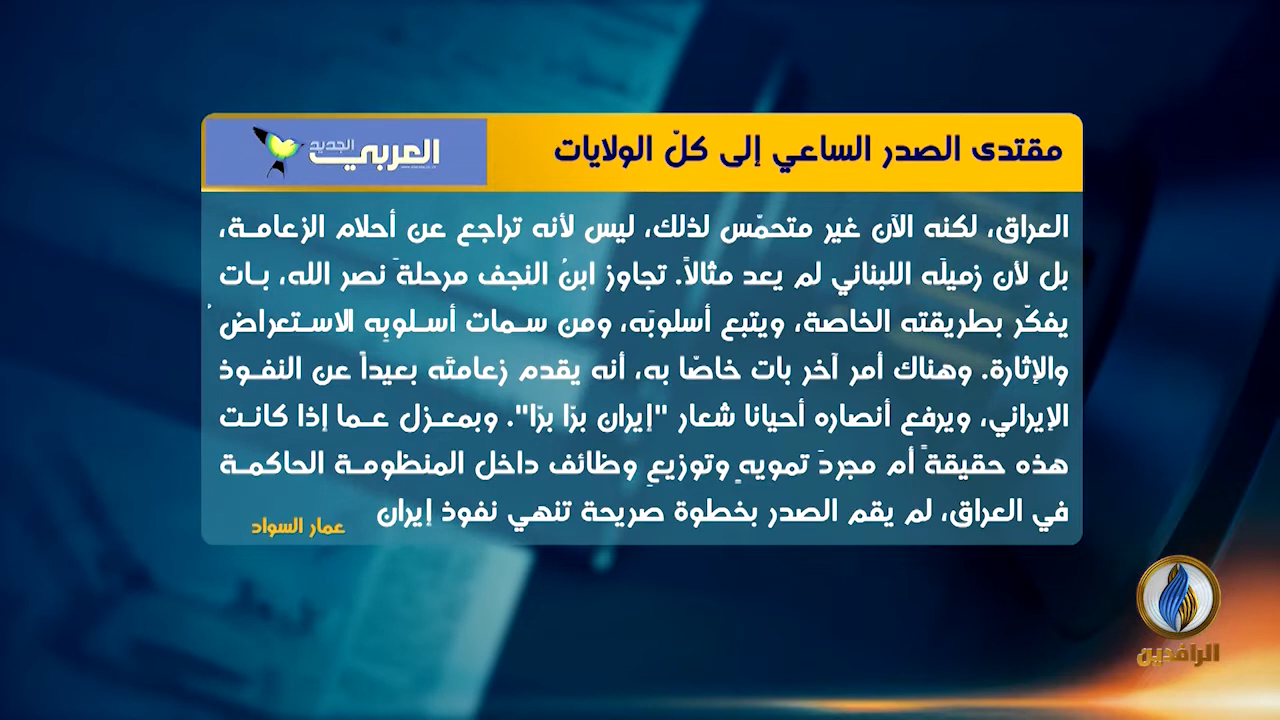 مقتدى الصدر الساعي إلى كلّ الولايات
العربي الجديد
العراق، لكنه الآن غير متحمّس لذلك، ليس لأنه تراجع عن أحلام الزعامة،
بل لأن زميلَه اللبناني لم يعد مثالاً. تجاوز ابنُ النجف مرحلةَ نصر الله، بات
يفكّر بطريقته الخاصة، ويتبع أسلوبَه، ومن سمات أسلوبِه الاستعراضُ
والإثارة. وهناك أمر آخر بات خاصّا به، أنه يقدم زعامتَه بعيداً عن النفوذ
الإيراني، ويرفع أنصاره أحيانا شعار "إيران برّا برّا". وبمعزل عما إذا كانت
هذه حقيقةً أم مجردَ تمويهٍ وتوزيعِ وظائف داخل المنظومة الحاكمة
في العراق، لم يقم الصدر بخطوة صريحة تنهي نفوذ إيران
عمار السواد
الرافدين